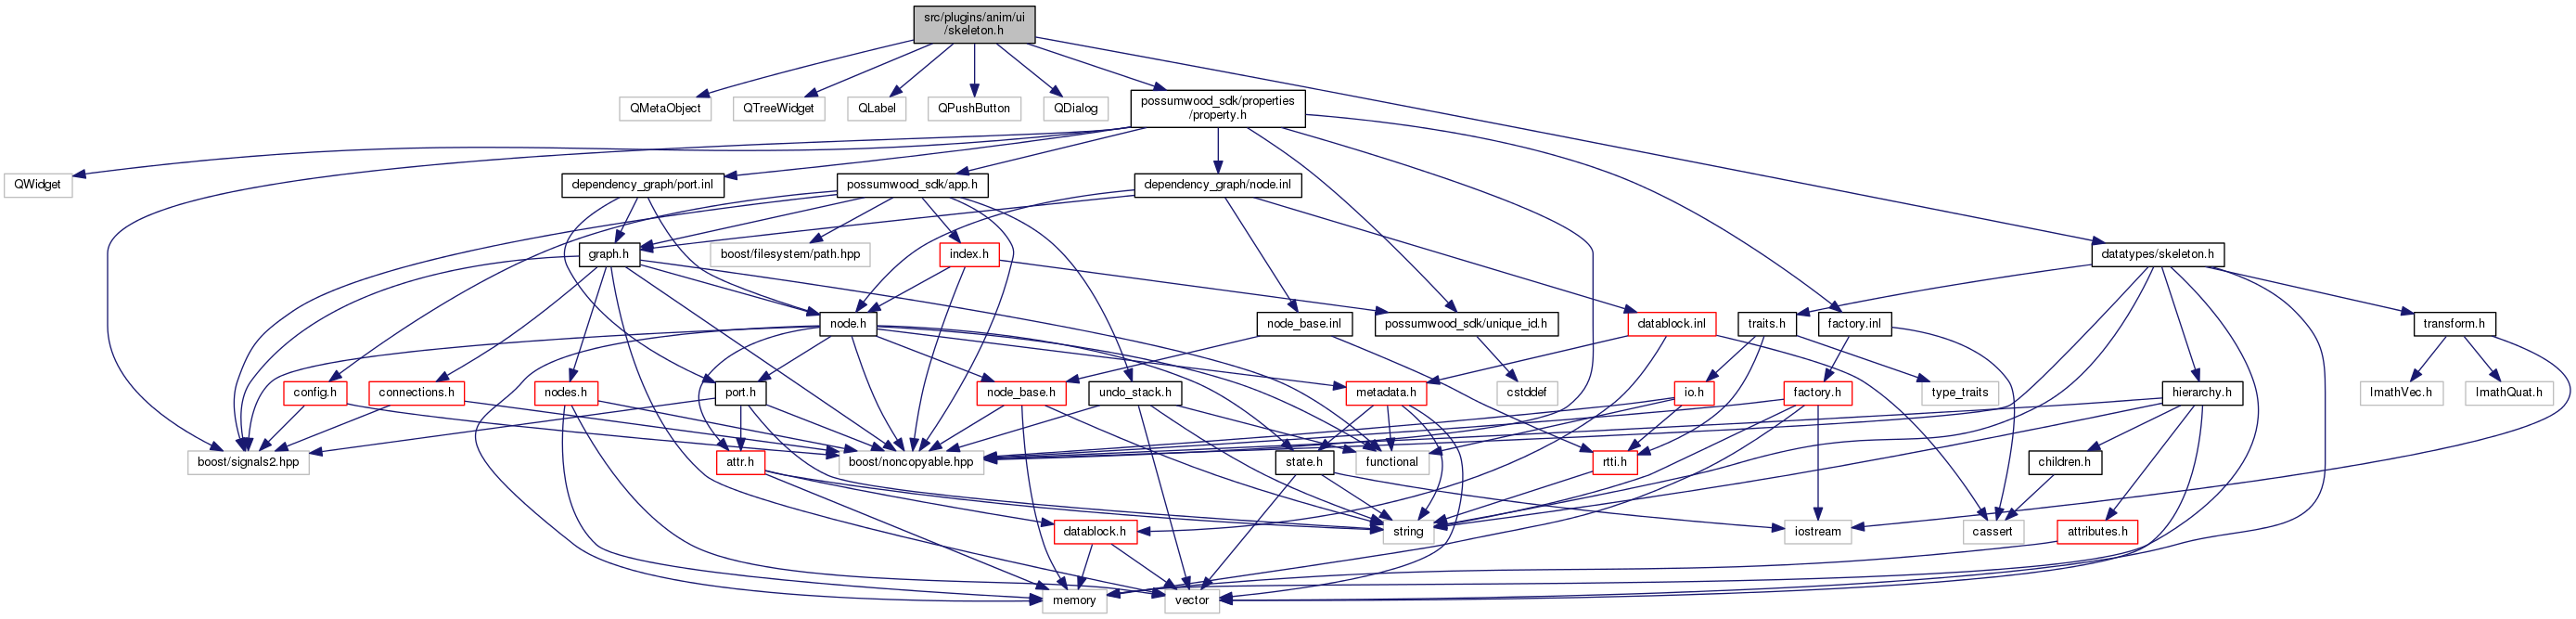 src/plugins/anim/ui
/skeleton.h
QMetaObject
QTreeWidget
QLabel
QPushButton
QDialog
possumwood_sdk/properties
/property.h
QWidget
dependency_graph/port.inl
possumwood_sdk/app.h
dependency_graph/node.inl
graph.h
boost/filesystem/path.hpp
index.h
datatypes/skeleton.h
node.h
node_base.inl
possumwood_sdk/unique_id.h
datablock.inl
traits.h
factory.inl
transform.h
config.h
connections.h
nodes.h
port.h
node_base.h
undo_stack.h
metadata.h
cstddef
io.h
factory.h
type_traits
hierarchy.h
ImathVec.h
ImathQuat.h
boost/signals2.hpp
attr.h
boost/noncopyable.hpp
state.h
functional
rtti.h
children.h
datablock.h
string
iostream
cassert
attributes.h
memory
vector